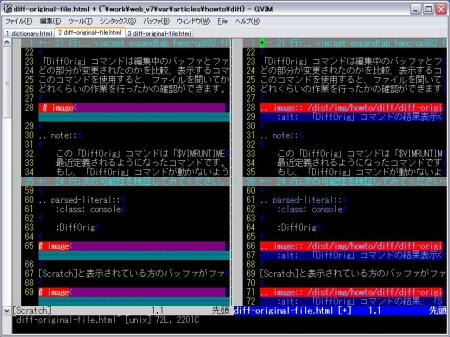 diff-original-file.html + (~¥work¥web_v7¥var¥articles¥howto¥diff) - GVIM
ファイル(F) 編集(E) ツール(T) シンタックス(S) バッファ(B) ウィンドウ(W) ヘルプ(H)
1 dictionary.html 2 diff-original-file.html 3 diff-original-file.html
22 「DiffOrig」コマンドは編集中のバッファとファ
23 どの部分が変更されたのかを比較、表示するコマ
24 このコマンドを使用すると、ファイルを開いてか
25 どれくらいの作業を行ったかの確認ができます。
26
27 # image<
28
29 .. note::<
30
31 この「DiffOrig」コマンドは「$VIMRUNTIME
32 最近定義されるようになったコマンドです
33 もし、「DiffOrig」コマンドが動かないよう
59
60 .. parsed-literal::<
61 :class: console
62
63 :DiffOrig<
64
65 # image<
66
67 [Scratch]と表示されている方のバッファがファ
68
69 # image<
22 「DiffOrig」コマンドは編集中のバッファとファ
23 どの部分が変更されたのかを比較、表示するコマ
24 このコマンドを使用すると、ファイルを開いてか
25 どれくらいの作業を行ったかの確認ができます。
26
27 .. image:: /dist/img/howto/diff/diff-origi
28 :alt: 「DiffOrig」コマンドの結果表示<
29
30 .. note::<
31
32 この「DiffOrig」コマンドは「$VIMRUNTIME
33 最近定義されるようになったコマンドです
34 もし、「DiffOrig」コマンドが動かないよう
60
61 .. parsed-literal::<
62 :class: console<
63
64 :DiffOrig<
65
66 .. image:: /dist/img/howto/diff/diff-origi
67 :alt: 「DiffOrig」コマンドの結果表示<
68
69 [Scratch]と表示されている方のバッファがファ
70
71 .. image:: /dist/img/howto/diff/diff-origi
72 :alt: 「DiffOrig」コマンドの結果、
[Scratch] 1,1 先頭 diff-original-file.html [+] 1,1 先頭
"diff-original-file.html" [unix] 72L, 2201C